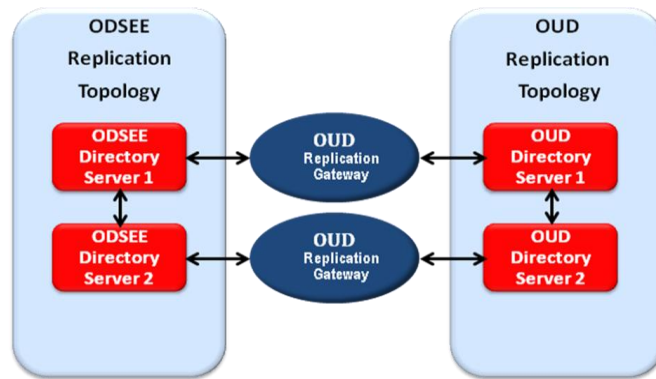 ODSEE
Replication
Topology
OUD
Replication
Topology
ODSEE
Directory
Server 1
OUD
Replication
Gateway
OUD
Directory
Server 1
ODSEE
Directory
Server 2
OUD
Replication
Gateway
OUD
Directory
Server 2